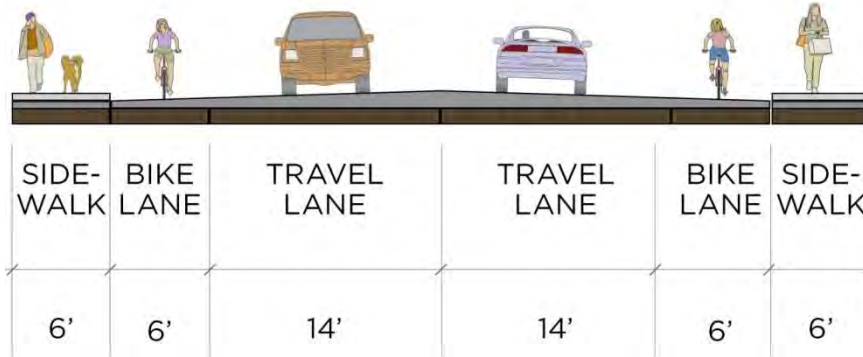 SIDE-
WALK
BIKE
LANE
TRAVEL
LANE
TRAVEL
LANE
BIKE
LANE
SIDE-
WALK
6' 6' 14' 14' 6' 6'